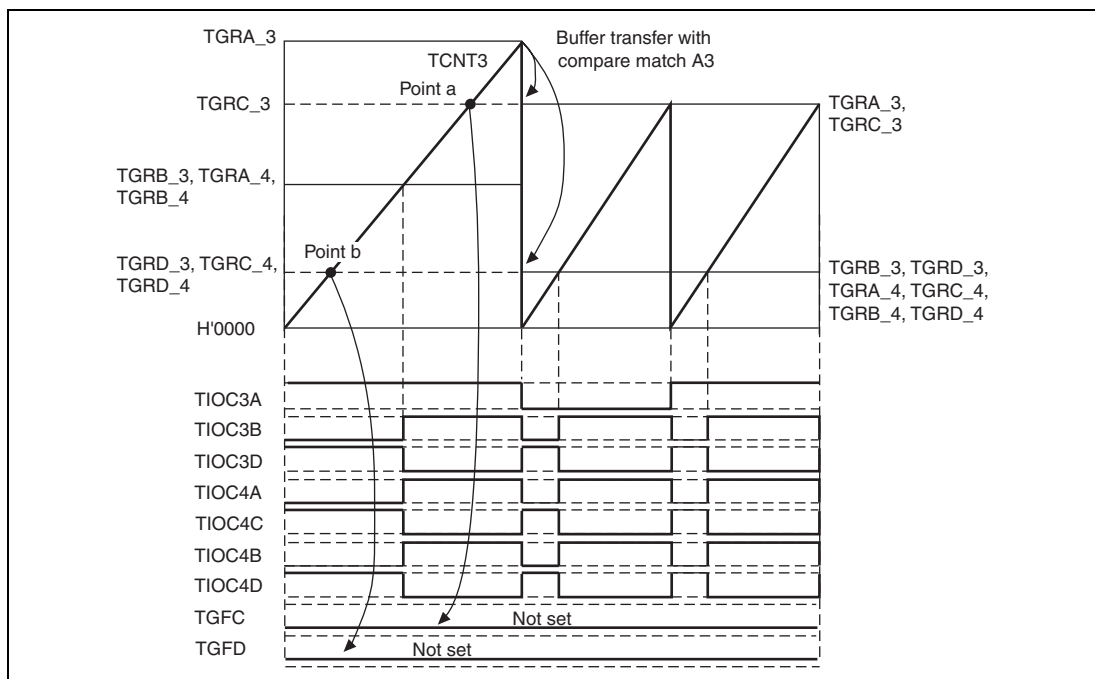 TGRA_3
TCNT3
Buffer transfer with
compare match A3
Point a
TGRC_3
TGRA_3,
TGRC_3
TGRB_3, TGRA_4,
TGRB_4
Point b
TGRD_3, TGRC_4,
TGRD_4
TGRB_3, TGRD_3,
TGRA_4, TGRC_4,
TGRB_4, TGRD_4
H'0000
TIOC3A
TIOC3B
TIOC3D
TIOC4A
TIOC4C
TIOC4B
TIOC4D
TGFC
Not set
TGFD
Not set